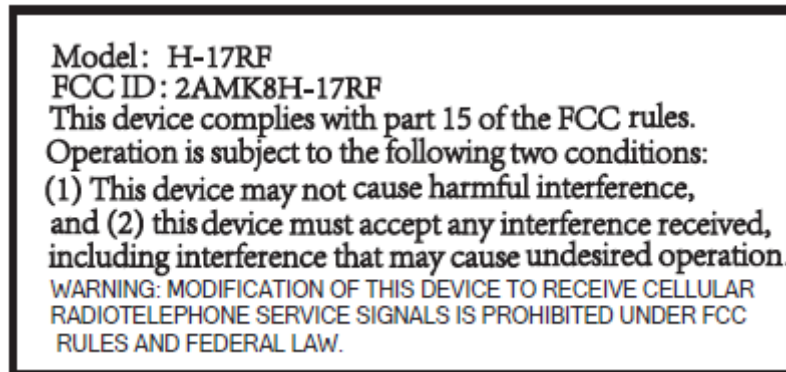 Model: H-17RF
FCC ID: 2AMK8H-17RF
This device complies with part 15 of the FCC rules.
Operation is subject to the following two conditions:
(1) This device may not cause harmful interference,
and (2) this device must accept any interference received,
including interference that may cause undesired operation.
WARNING: MODIFICATION OF THIS DEVICE TO RECEIVE CELLULAR
RADIOTELEPHONE SERVICE SIGNALS IS PROHIBITED UNDER FCC
RULES AND FEDERAL LAW.